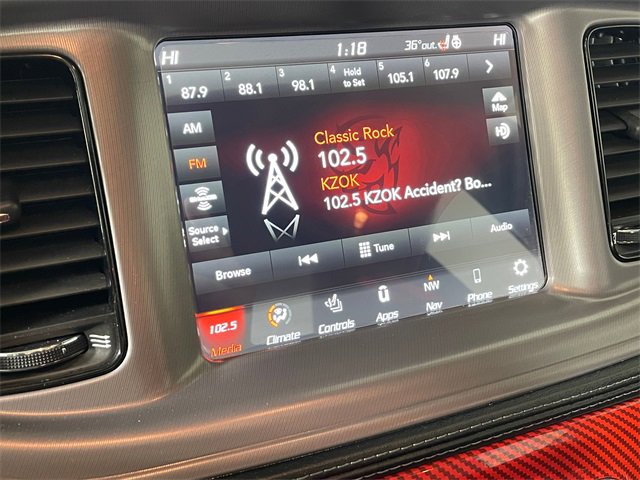 HI 1:18 36°out HI
1 87.9 2 88.1 3 98.1 4 Hold to Set 5 105.1 6 107.9
AM
Map
FM
Classic Rock
102.5
KZOK
102.5 KZOK Accident? Bo...
Source
Select
Browse Tune Audio
102.5 NW
Media Climate Controls Apps Nav Phone Settings